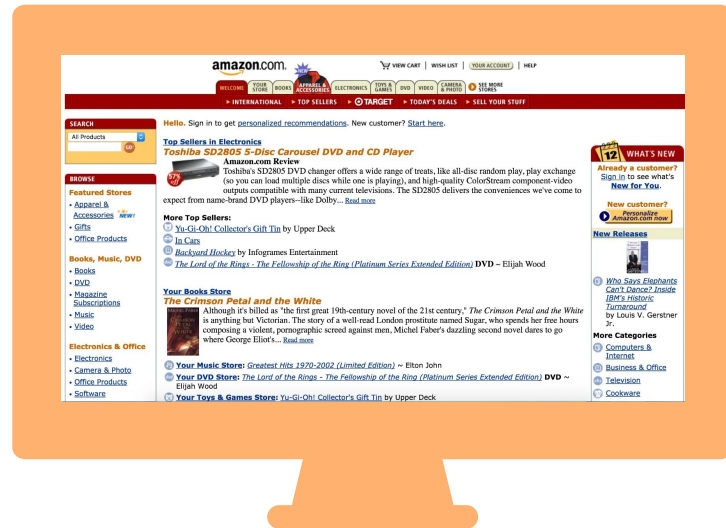 amazon.com.
VIEW CART | WISH LIST | YOUR ACCOUNT | HELP
NEW
WELCOME YOUR STORE BOOKS APPAREL & ACCESSORIES ELECTRONICS TOYS & GAMES DVD VIDEO CAMERA & PHOTO SEE MORE STORES
INTERNATIONAL TOP SELLERS TARGET TODAY'S DEALS SELL YOUR STUFF
SEARCH
All Products
GO!
BROWSE
Featured Stores
• Apparel & Accessories NEW!
• Gifts
• Office Products
Books, Music, DVD
• Books
• DVD
• Magazine
Subscriptions
• Music
• Video
Electronics & Office
• Electronics
• Camera & Photo
• Office Products
• Software
Hello. Sign in to get personalized recommendations. New customer? Start here.
Top Sellers in Electronics
Toshiba SD2805 5-Disc Carousel DVD and CD Player
Amazon.com Review
Toshiba's SD2805 DVD changer offers a wide range of treats, like all-disc random play, play exchange
(so you can load multiple discs while one is playing), and high-quality ColorStream component-video
outputs compatible with many current televisions. The SD2805 delivers the conveniences we've come to
expect from name-brand DVD players--like Dolby... Read more
More Top Sellers:
Yu-Gi-Oh! Collector's Gift Tin by Upper Deck
In Cars
Backyard Hockey by Infogrames Entertainment
The Lord of the Rings - The Fellowship of the Ring (Platinum Series Extended Edition) DVD ~ Elijah Wood
Your Books Store
The Crimson Petal and the White
Although it's billed as "the first great 19th-century novel of the 21st century," The Crimson Petal and the White
is anything but Victorian. The story of a well-read London prostitute named Sugar, who spends her free hours
composing a violent, pornographic screed against men, Michel Faber's dazzling second novel dares to go
where George Eliot's... Read more
Your Music Store: Greatest Hits 1970-2002 (Limited Edition) ~ Elton John
Your DVD Store: The Lord of the Rings - The Fellowship of the Ring (Platinum Series Extended Edition) DVD ~
Elijah Wood
Your Toys & Games Store: Yu-Gi-Oh! Collector's Gift Tin by Upper Deck
12 WHAT'S NEW
Already a customer?
Sign in to see what's
New for You.
New customer?
Personalize
Amazon.com now
New Releases
Who Says Elephants
Can't Dance? Inside
IBM's Historic
Turnaround
by Louis V. Gerstner
Jr.
More Categories
Computers &
Internet
Business & Office
Television
Cookware